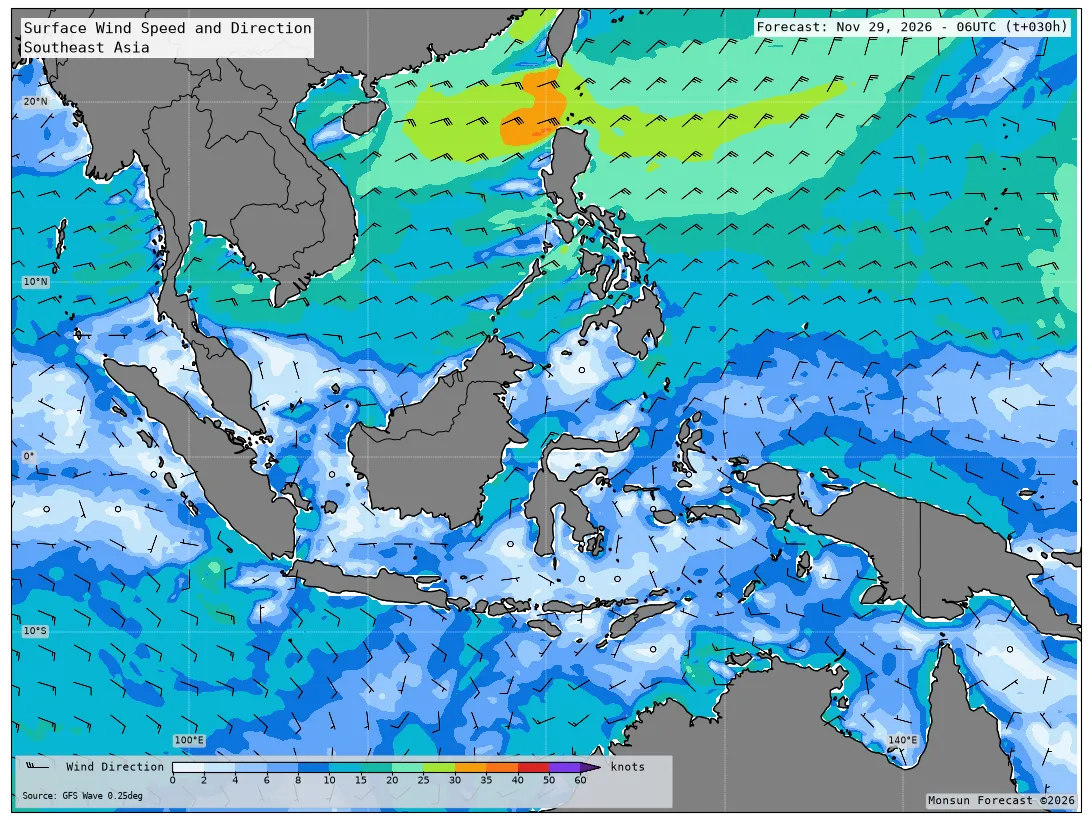 Surface Wind Speed and Direction
Southeast Asia
Forecast: Nov 29, 2026 - 06UTC (t+030h)
20°N
10°N
0°
10°S
100°E
140°E
Wind Direction
0 2 4 6 8 10 15 20 25 30 35 40 50 60
knots
Source: GFS Wave 0.25deg
Monsun Forecast ©2026